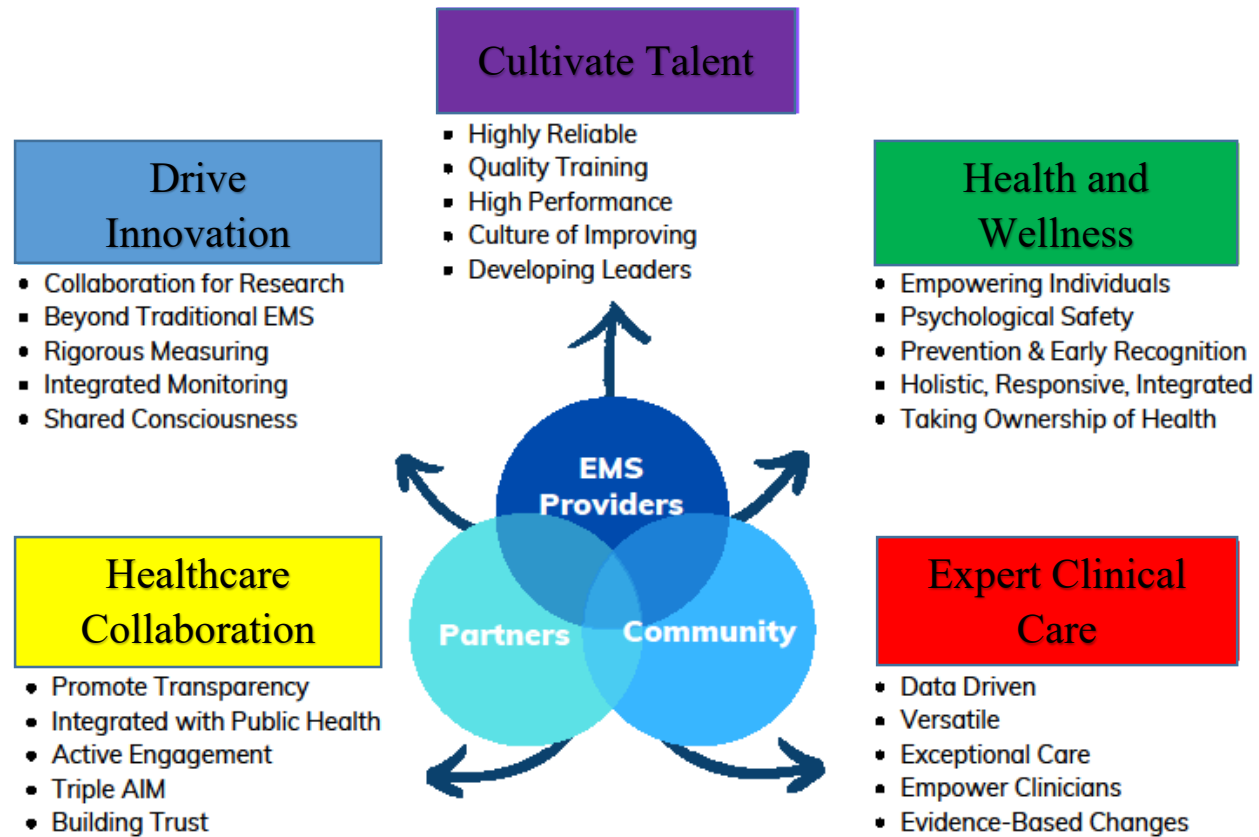 Cultivate Talent
▪ Highly Reliable
▪ Quality Training
▪ High Performance
▪ Culture of Improving
▪ Developing Leaders
Drive
Innovation
• Collaboration for Research
▪ Beyond Traditional EMS
• Rigorous Measuring
▪ Integrated Monitoring
• Shared Consciousness
Health and
Wellness
• Empowering Individuals
▪ Psychological Safety
• Prevention & Early Recognition
▪ Holistic, Responsive, Integrated
• Taking Ownership of Health
EMS
Providers
Partners
Community
Healthcare
Collaboration
• Promote Transparency
• Integrated with Public Health
• Active Engagement
• Triple AIM
• Building Trust
Expert Clinical
Care
• Data Driven
▪ Versatile
• Exceptional Care
▪ Empower Clinicians
• Evidence-Based Changes